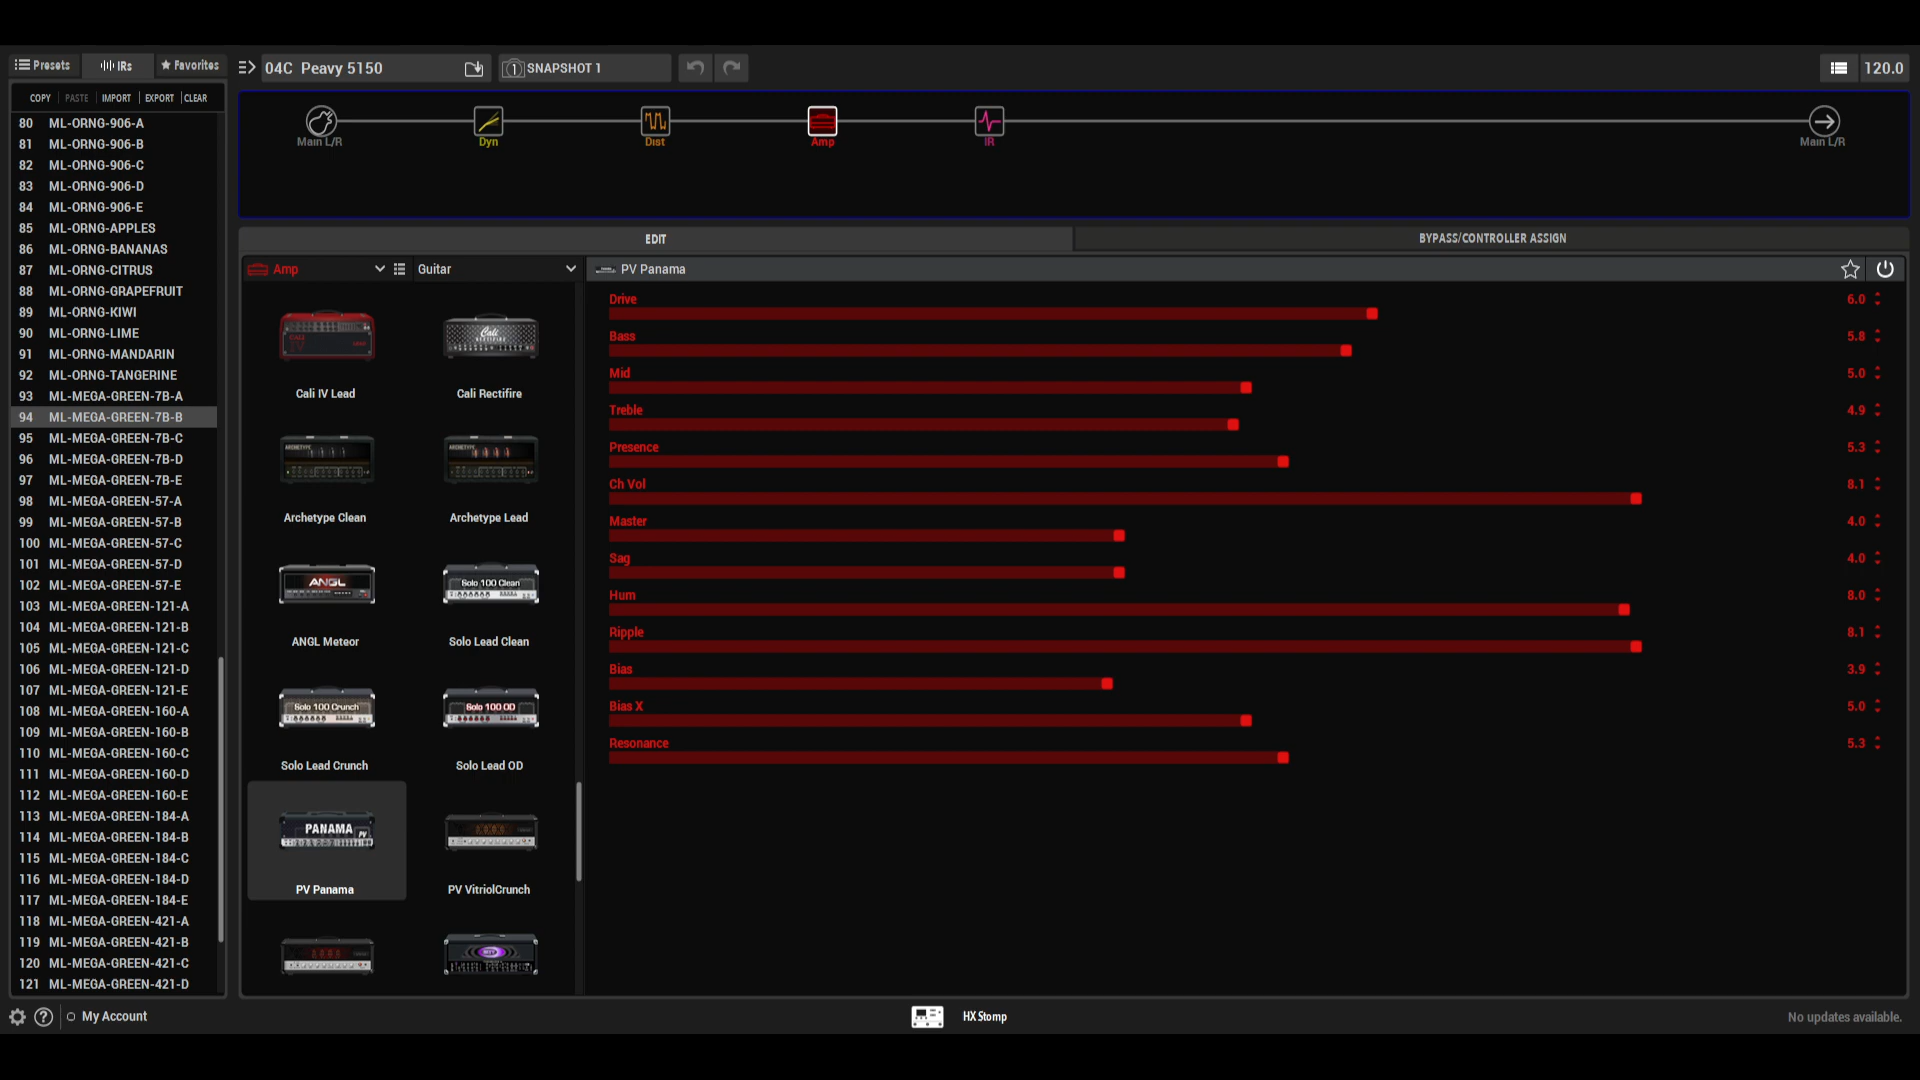 Presets
IRs
Favorites
04C Peavy 5150
1
SNAPSHOT 1
120.0
COPY
PASTE
IMPORT
EXPORT
CLEAR
80 ML-ORNG-906-A
81 ML-ORNG-906-B
82 ML-ORNG-906-C
83 ML-ORNG-906-D
84 ML-ORNG-906-E
85 ML-ORNG-APPLES
86 ML-ORNG-BANANAS
87 ML-ORNG-CITRUS
88 ML-ORNG-GRAPEFRUIT
89 ML-ORNG-KIWI
90 ML-ORNG-LIME
91 ML-ORNG-MANDARIN
92 ML-ORNG-TANGERINE
93 ML-MEGA-GREEN-7B-A
94 ML-MEGA-GREEN-7B-B
95 ML-MEGA-GREEN-7B-C
96 ML-MEGA-GREEN-7B-D
97 ML-MEGA-GREEN-7B-E
98 ML-MEGA-GREEN-57-A
99 ML-MEGA-GREEN-57-B
100 ML-MEGA-GREEN-57-C
101 ML-MEGA-GREEN-57-D
102 ML-MEGA-GREEN-57-E
103 ML-MEGA-GREEN-121-A
104 ML-MEGA-GREEN-121-B
105 ML-MEGA-GREEN-121-C
106 ML-MEGA-GREEN-121-D
107 ML-MEGA-GREEN-121-E
108 ML-MEGA-GREEN-160-A
109 ML-MEGA-GREEN-160-B
110 ML-MEGA-GREEN-160-C
111 ML-MEGA-GREEN-160-D
112 ML-MEGA-GREEN-160-E
113 ML-MEGA-GREEN-184-A
114 ML-MEGA-GREEN-184-B
115 ML-MEGA-GREEN-184-C
116 ML-MEGA-GREEN-184-D
117 ML-MEGA-GREEN-184-E
118 ML-MEGA-GREEN-421-A
119 ML-MEGA-GREEN-421-B
120 ML-MEGA-GREEN-421-C
121 ML-MEGA-GREEN-421-D
Main L/R
Dyn
Dist
Amp
IR
Main L/R
EDIT
BYPASS/CONTROLLER ASSIGN
Amp
Guitar
PV Panama
CALI
IV
Cali
RECTIFIRE
Cali IV Lead
Cali Rectifire
ARCHETYPE
ARCHETYPE
Archetype Clean
Archetype Lead
ANGL
Solo 100 Clean
ANGL Meteor
Solo Lead Clean
Solo 100 Crunch
Solo 100 OD
Solo Lead Crunch
Solo Lead OD
PANAMA
PV
PV Panama
PV VitriolCrunch
Drive 6.0
Bass 5.8
Mid 5.0
Treble 4.9
Presence 5.3
Ch Vol 8.1
Master 4.0
Sag 4.0
Hum 8.0
Ripple 8.1
Bias 3.9
Bias X 5.0
Resonance 5.3
?
My Account
HX Stomp
No updates available.